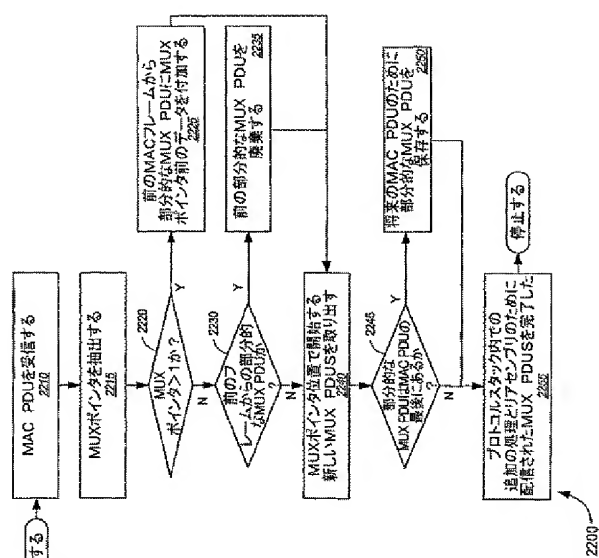 する
MAC PDUを受信する
2210
MUXポインタを抽出する
2215
MUX
ポインタ>1か?
2220
Y
N
前のMACフレームから
部分的なMUX PDUにMUX
ポインタ前のデータを付加する
2225
前のフ
レームからの部分的
なMUX PDUか
?
2230
Y
N
前の部分的なMUX PDUを
廃棄する
2235
MUXポインタ位置で開始する
新しいMUX PDUSを取り出す
2240
部分的な
MUX PDUにはMAC PDUの
最後にあるか
?
2245
Y
N
将来のMAC PDUのために
部分的なMUX PDUを
保存する
2250
プロトコルスタック内での
追加の処理とリアセンブリのために
配信されたMUX PDUSを完了した
2255
停止する
2200